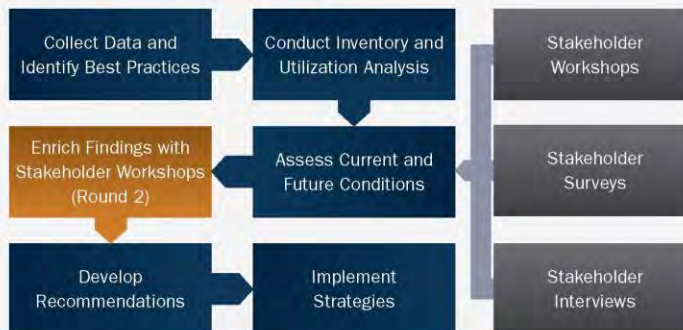 Collect Data and
Identify Best Practices
Conduct Inventory and
Utilization Analysis
Stakeholder
Workshops
Enrich Findings with
Stakeholder Workshops
(Round 2)
Assess Current and
Future Conditions
Stakeholder
Surveys
Develop
Recommendations
Implement
Strategies
Stakeholder
Interviews